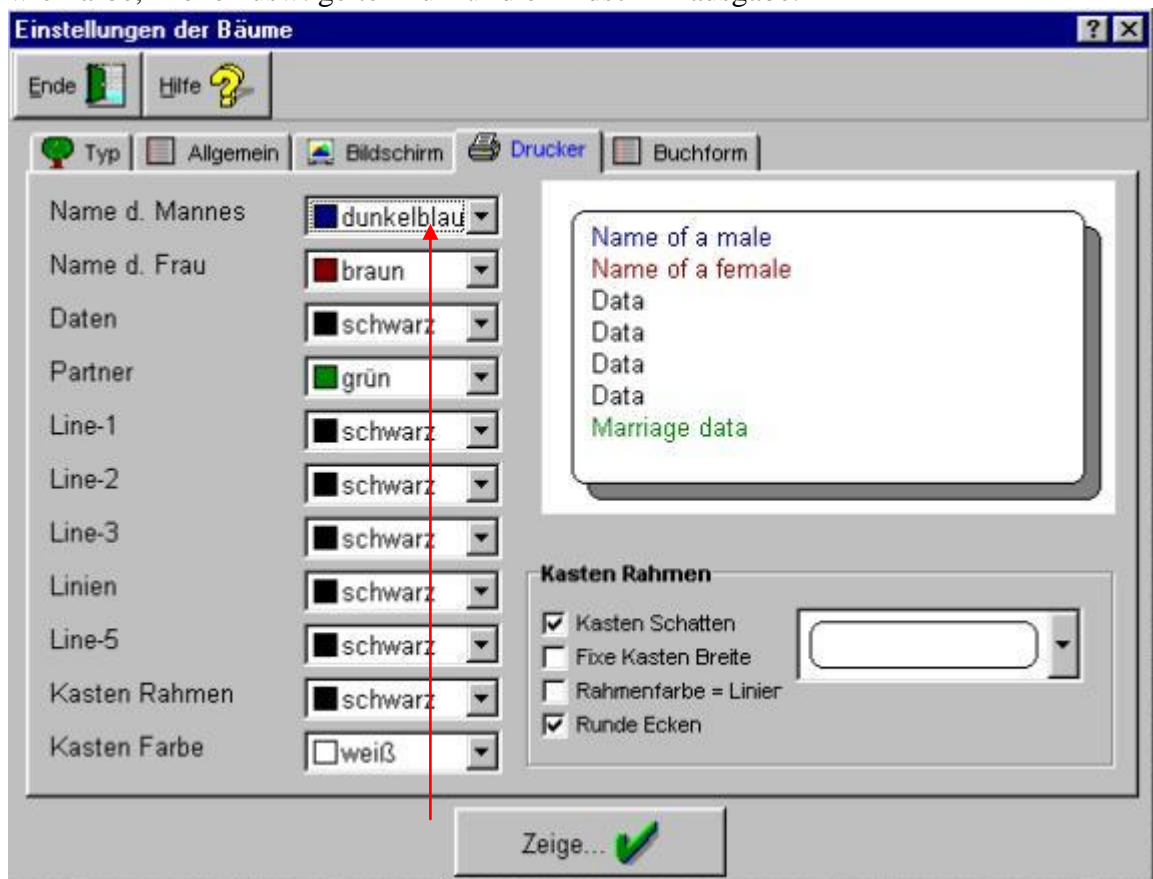 Einstellungen der Bäume
Ende Hilfe
Typ Allgemein Bildschirm Drucker Buchform
Name d. Mannes dunkelblau
Name d. Frau braun
Daten schwarz
Partner grün
Line-1 schwarz
Line-2 schwarz
Line-3 schwarz
Linien schwarz
Line-5 schwarz
Kasten Rahmen schwarz
Kasten Farbe weiß
Name of a male
Name of a female
Data
Data
Data
Data
Marriage data
Kasten Rahmen
Kasten Schatten
Fixe Kasten Breite
Rahmenfarbe =
Runde Ecken
Zeige...